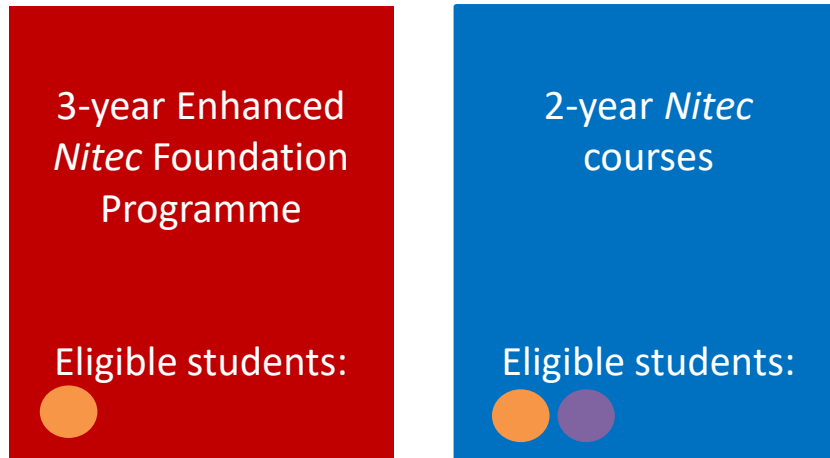 3-year Enhanced
Nitec Foundation
Programme
Eligible students:
2-year Nitec
courses
Eligible students: